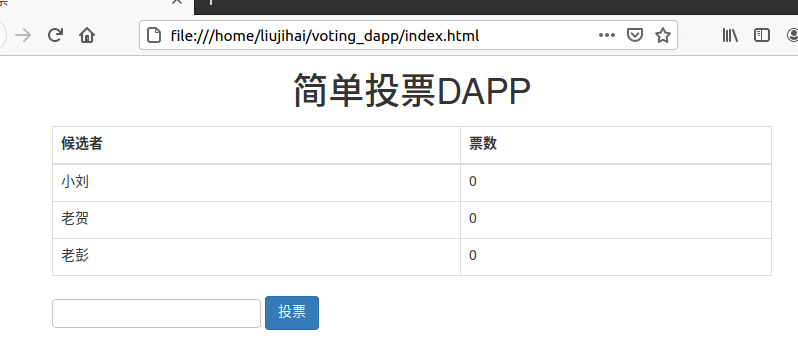 file:///home/liujihai/voting_dapp/index.html
简单投票DAPP
候选者 票数
小刘 0
老贺 0
老彭 0
投票